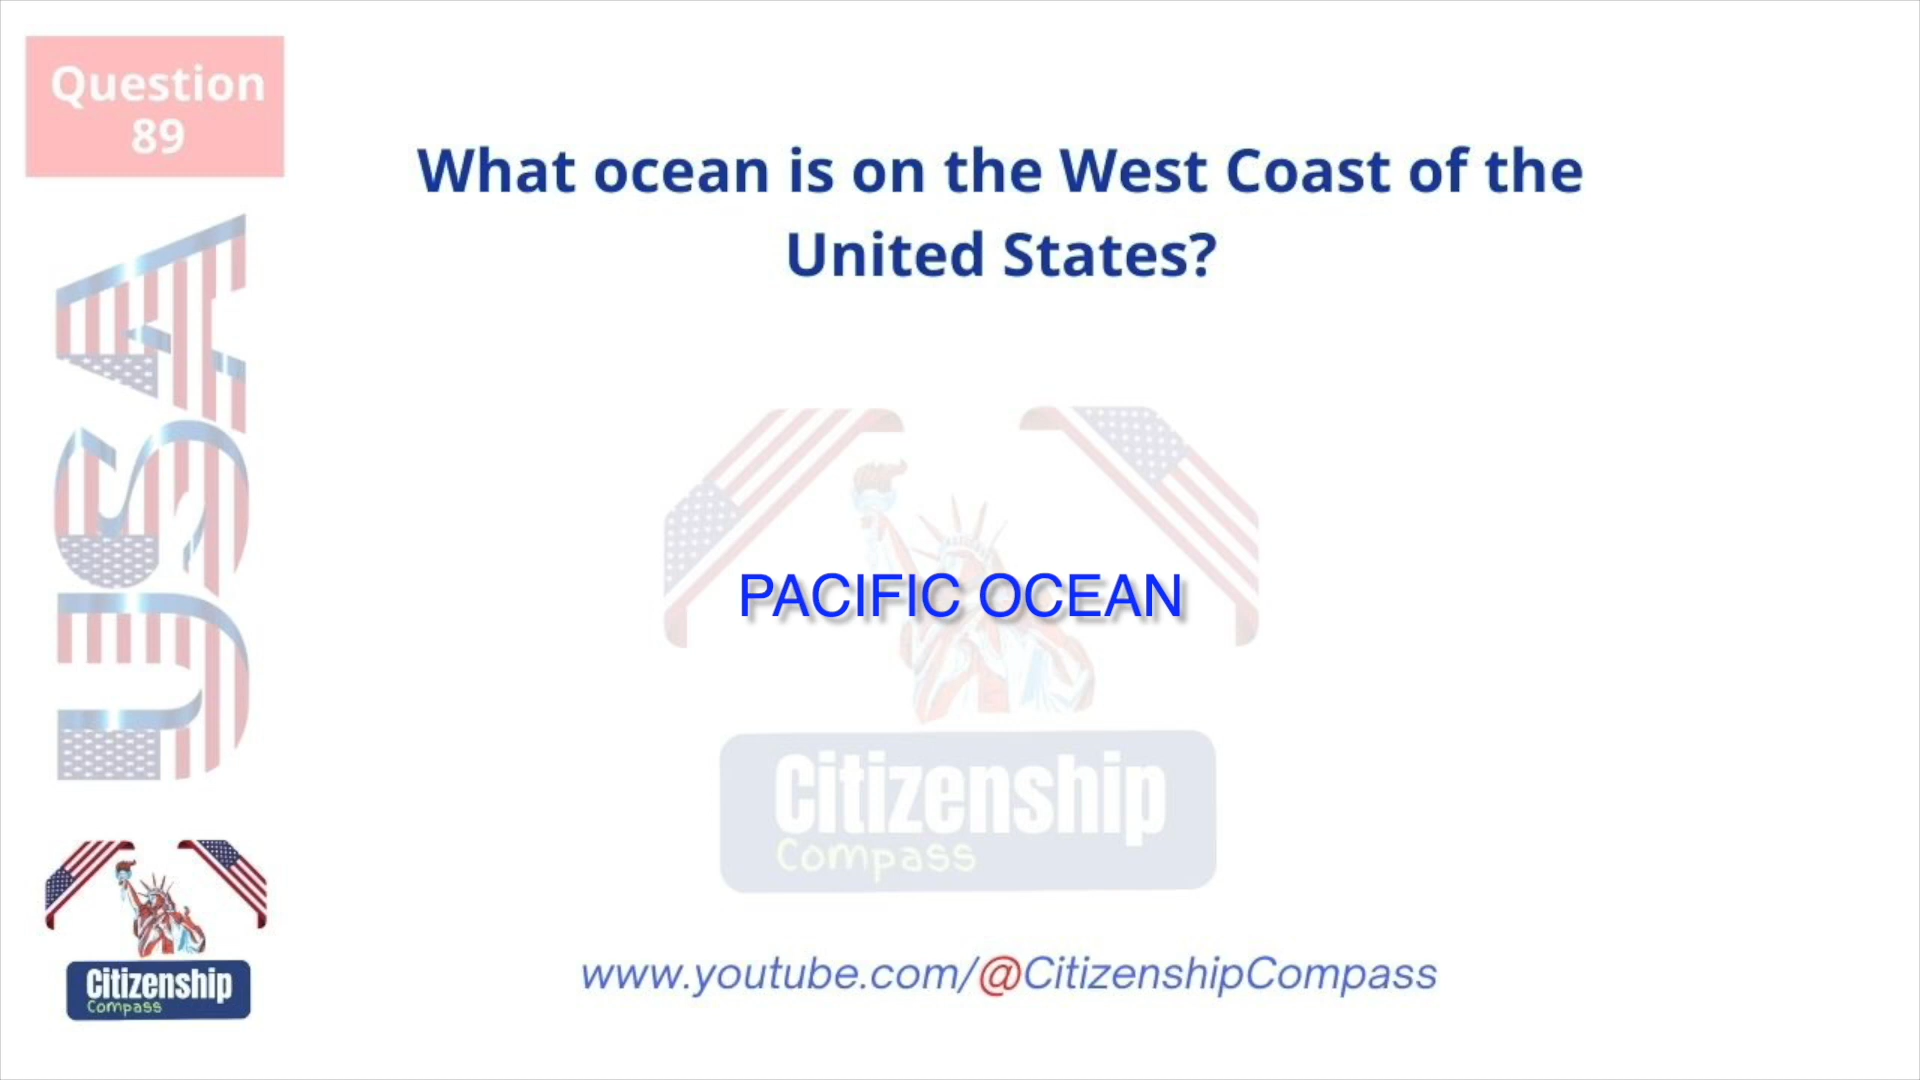 Question
89
What ocean is on the West Coast of the
United States?
USA
PACIFIC OCEAN
Citizenship
Compass
Citizenship
Compass
www.youtube.com/@CitizenshipCompass